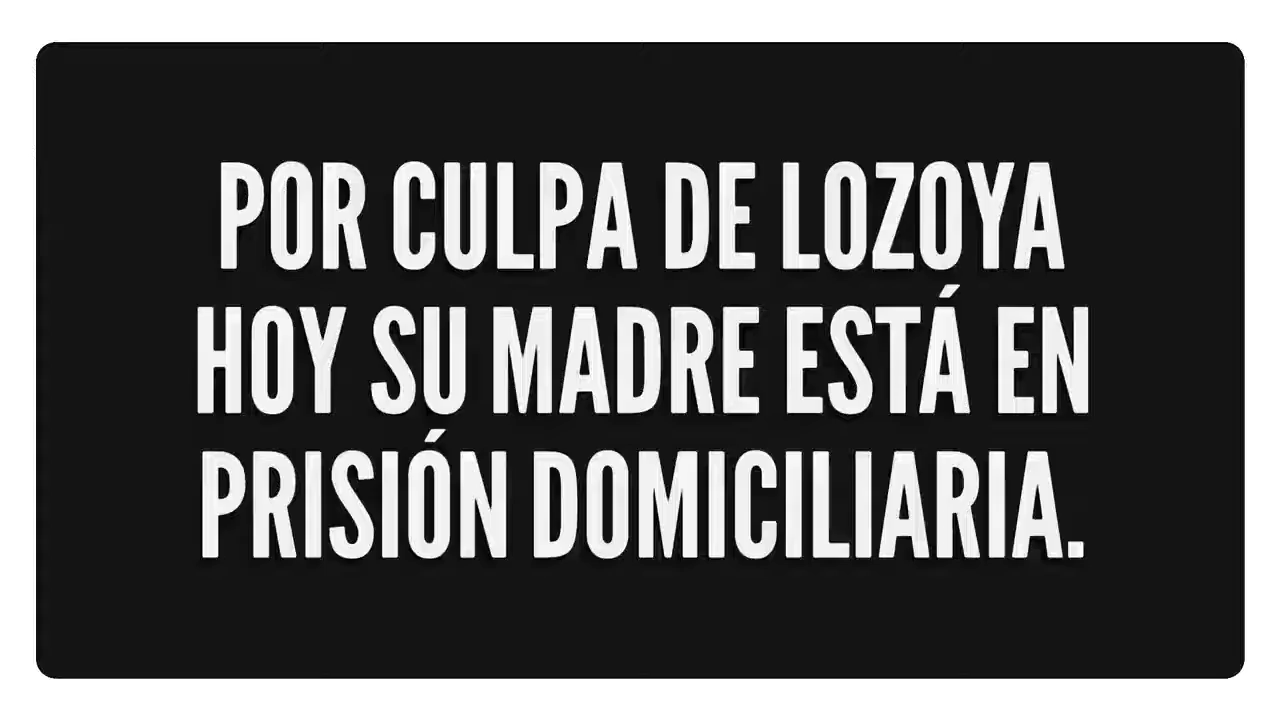 POR CULPA DE LOZOYA
HOY SU MADRE ESTÁ EN
PRISIÓN DOMICILIARIA.